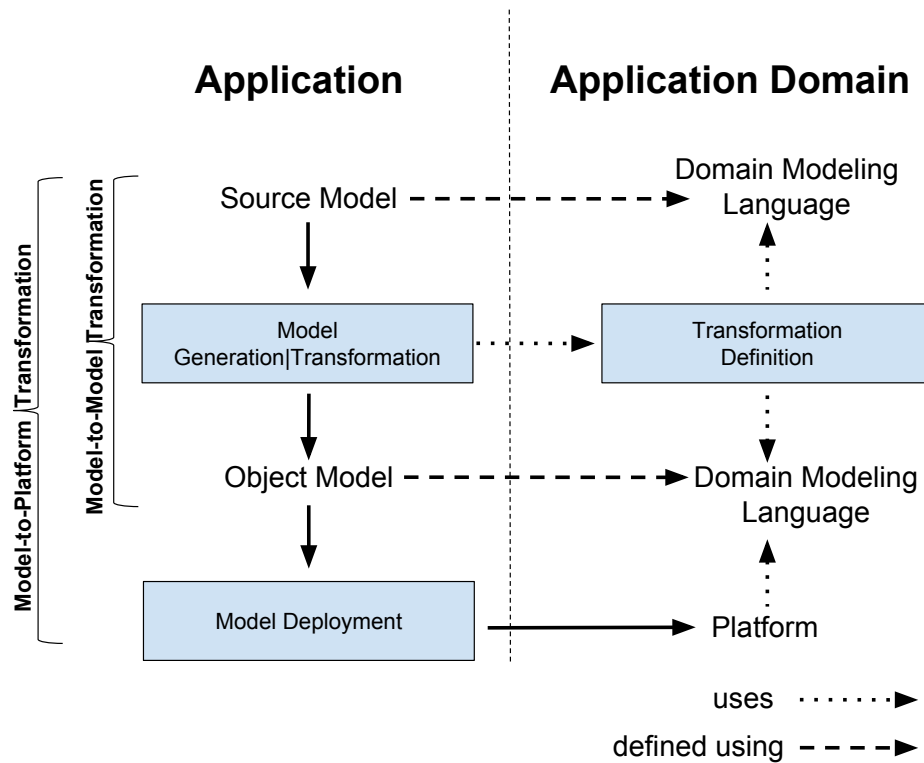 Application
Application Domain
Model-to-Platform Transformation
Model-to-Model Transformation
Source Model
Domain Modeling
Language
Model
Generation|Transformation
Transformation
Definition
Object Model
Domain Modeling
Language
Model Deployment
Platform
uses
defined using